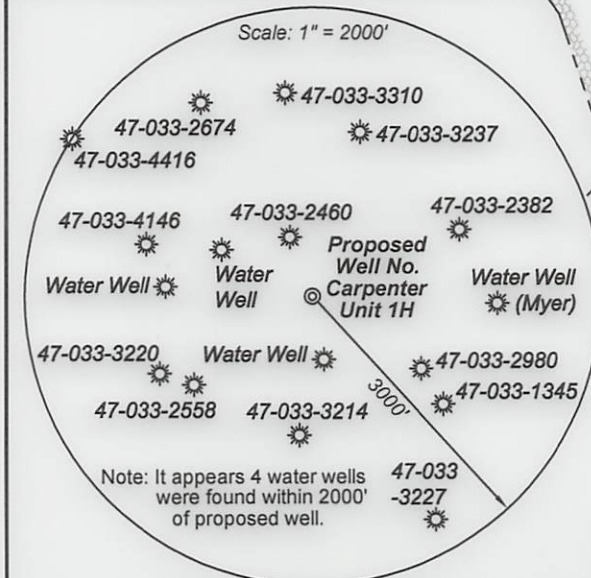 Scale: 1" = 2000'
47-033-3310
47-033-2674
47-033-3237
47-033-4416
47-033-4146
47-033-2460
47-033-2382
Proposed
Well No.
Carpenter
Unit 1H
Water Well
Water
Well
Water Well
(Myer)
47-033-3220
Water Well
47-033-2980
47-033-2558
47-033-1345
47-033-3214
3000'
Note: It appears 4 water wells
were found within 2000'
of proposed well.
47-033
-3227